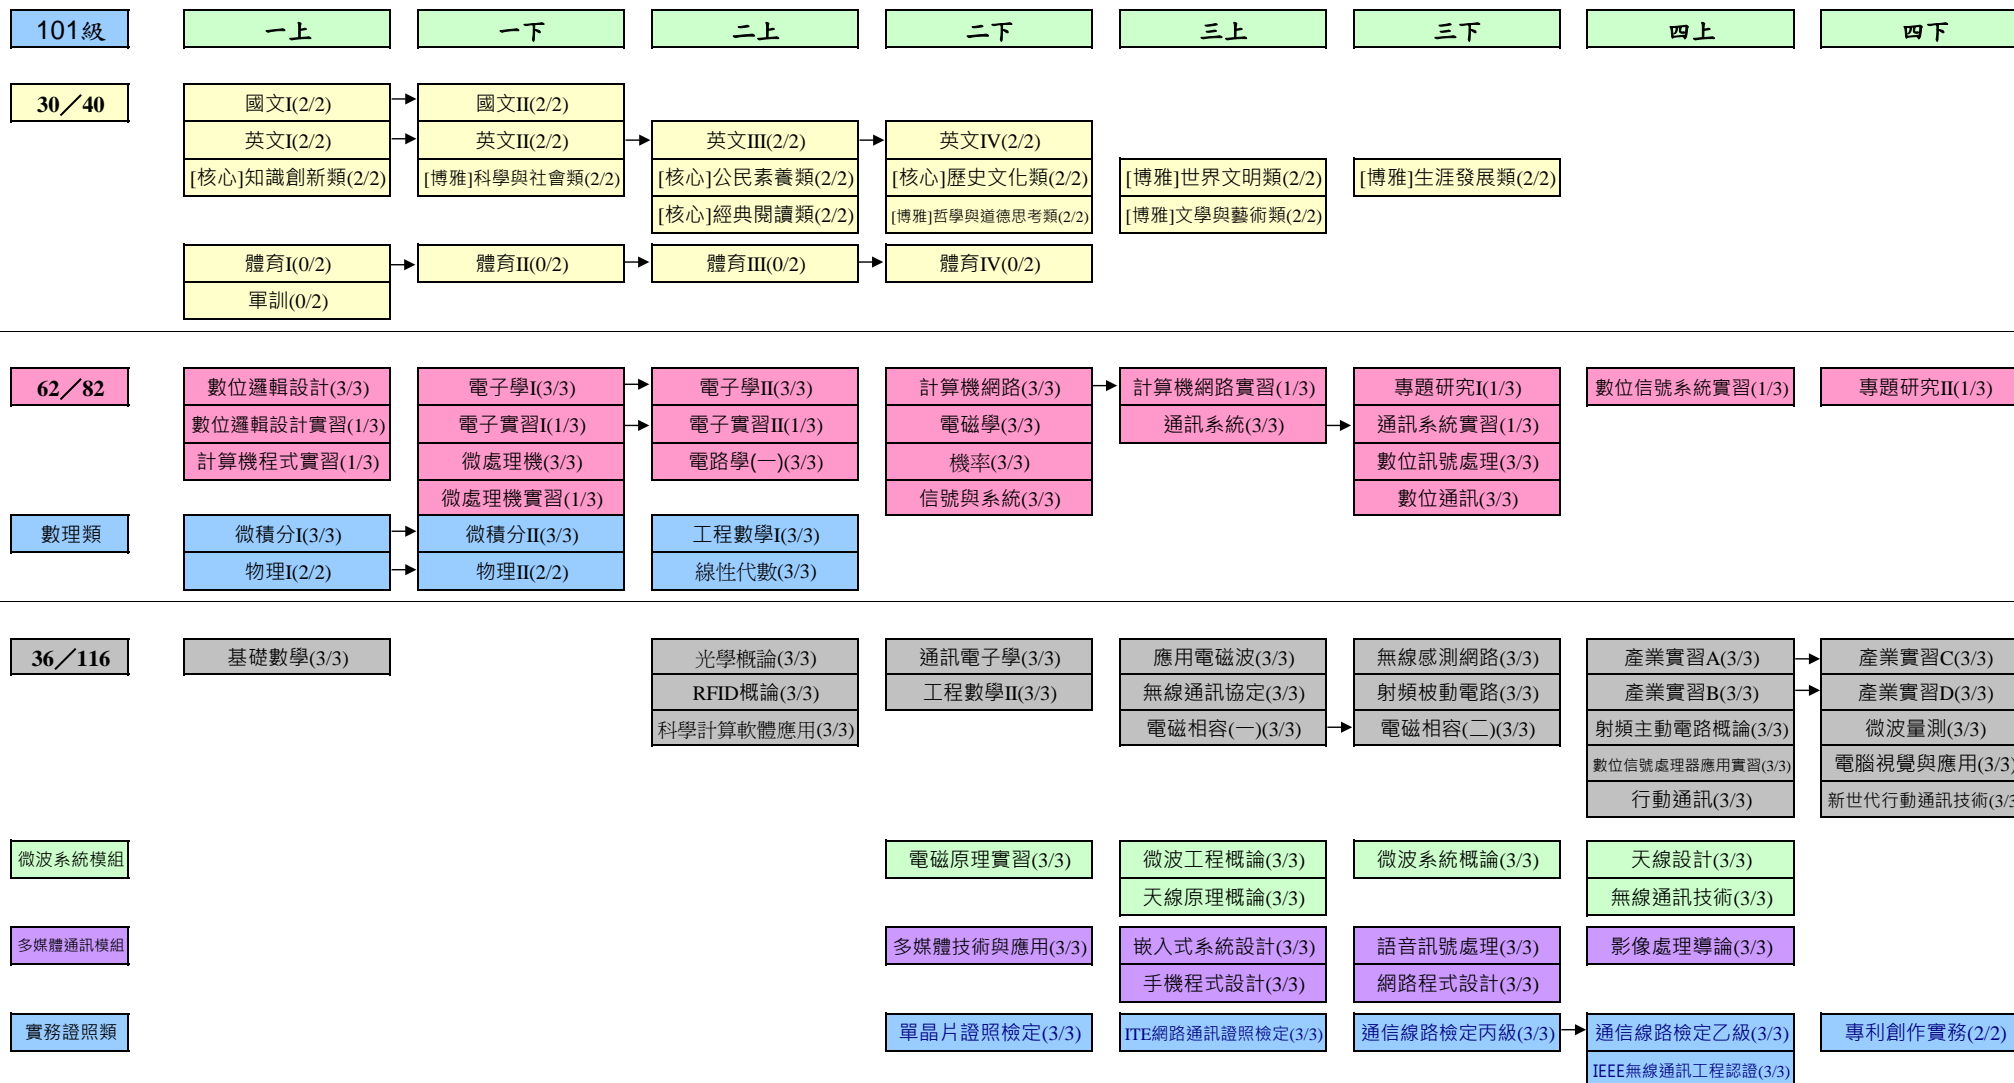 101級 一上 一下 二上 二下 三上 三下 四上 四下
30／40 國文I(2/2) 國文II(2/2)
英文I(2/2) 英文II(2/2) 英文III(2/2) 英文IV(2/2)
[核心]知識創新類(2/2) [博雅]科學與社會類(2/2) [核心]公民素養類(2/2) [核心]歷史文化類(2/2) [博雅]世界文明類(2/2) [博雅]生涯發展類(2/2)
[核心]經典閱讀類(2/2) [博雅]哲學與道德思考類(2/2) [博雅]文學與藝術類(2/2)
體育I(0/2) 體育II(0/2) 體育III(0/2) 體育IV(0/2)
軍訓(0/2)
62／82 數位邏輯設計(3/3) 電子學I(3/3) 電子學II(3/3) 計算機網路(3/3) 計算機網路實習(1/3) 專題研究I(1/3) 數位信號系統實習(1/3) 專題研究II(1/3)
數位邏輯設計實習(1/3) 電子實習I(1/3) 電子實習II(1/3) 電磁學(3/3) 通訊系統(3/3) 通訊系統實習(1/3)
計算機程式實習(1/3) 微處理機(3/3) 電路學(一)(3/3) 機率(3/3) 數位訊號處理(3/3)
微處理機實習(1/3) 信號與系統(3/3) 數位通訊(3/3)
數理類 微積分I(3/3) 微積分II(3/3) 工程數學I(3/3)
物理I(2/2) 物理II(2/2) 線性代數(3/3)
36／116 基礎數學(3/3) 光學概論(3/3) 通訊電子學(3/3) 應用電磁波(3/3) 無線感測網路(3/3) 產業實習A(3/3) 產業實習C(3/3)
RFID概論(3/3) 工程數學II(3/3) 無線通訊協定(3/3) 射頻被動電路(3/3) 產業實習B(3/3) 產業實習D(3/3)
科學計算軟體應用(3/3) 電磁相容(一)(3/3) 電磁相容(二)(3/3) 射頻主動電路概論(3/3) 微波量測(3/3)
數位信號處理器應用實習(3/3) 電腦視覺與應用(3/3)
行動通訊(3/3) 新世代行動通訊技術(3/3
微波系統模組 電磁原理實習(3/3) 微波工程概論(3/3) 微波系統概論(3/3) 天線設計(3/3)
天線原理概論(3/3) 無線通訊技術(3/3)
多媒體通訊模組 多媒體技術與應用(3/3) 嵌入式系統設計(3/3) 語音訊號處理(3/3) 影像處理導論(3/3)
手機程式設計(3/3) 網路程式設計(3/3)
實務證照類 單晶片證照檢定(3/3) ITE網路通訊證照檢定(3/3) 通信線路檢定丙級(3/3) 通信線路檢定乙級(3/3) 專利創作實務(2/2)
IEEE無線通訊工程認證(3/3)